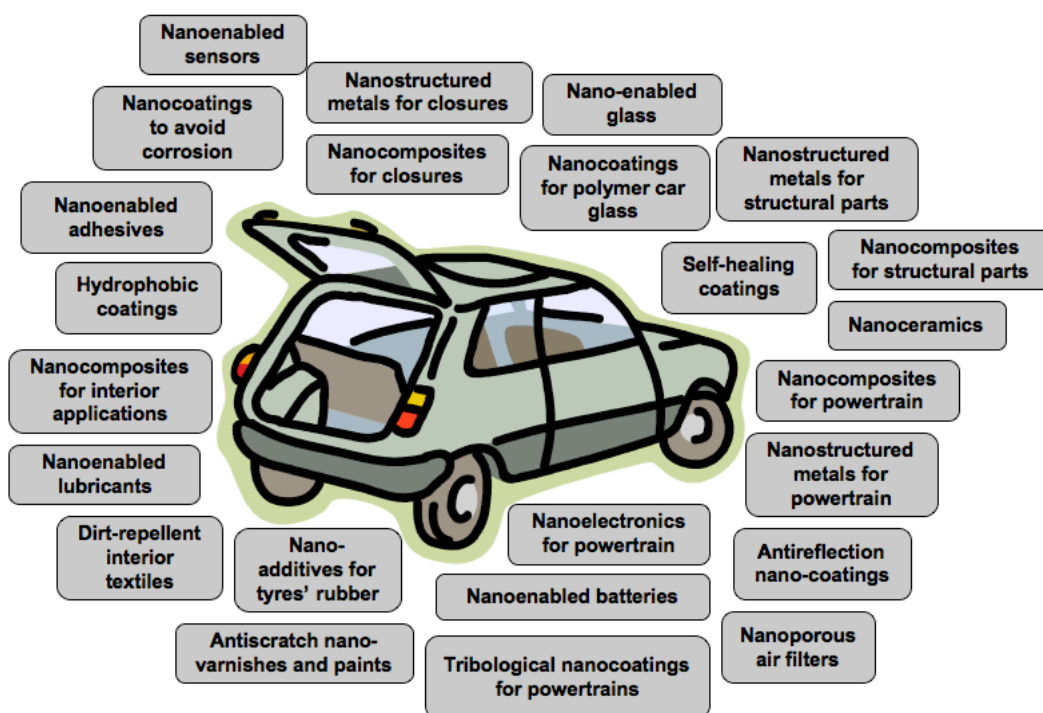 Nanoenabled
sensors
Nanostructured
metals for closures
Nano-enabled
glass
Nanocoatings
to avoid
corrosion
Nanocomposites
for closures
Nanocoatings
for polymer car
glass
Nanostructured
metals for
structural parts
Nanoenabled
adhesives
Self-healing
coatings
Nanocomposites
for structural parts
Hydrophobic
coatings
Nanoceramics
Nanocomposites
for interior
applications
Nanocomposites
for powertrain
Nanoenabled
lubricants
Nanostructured
metals for
powertrain
Dirt-repellent
interior
textiles
Nano-
additives for
tyres’ rubber
Nanoelectronics
for powertrain
Antireflection
nano-coatings
Nanoenabled batteries
Antiscratch nano-
varnishes and paints
Tribological nanocoatings
for powertrains
Nanoporous
air filters